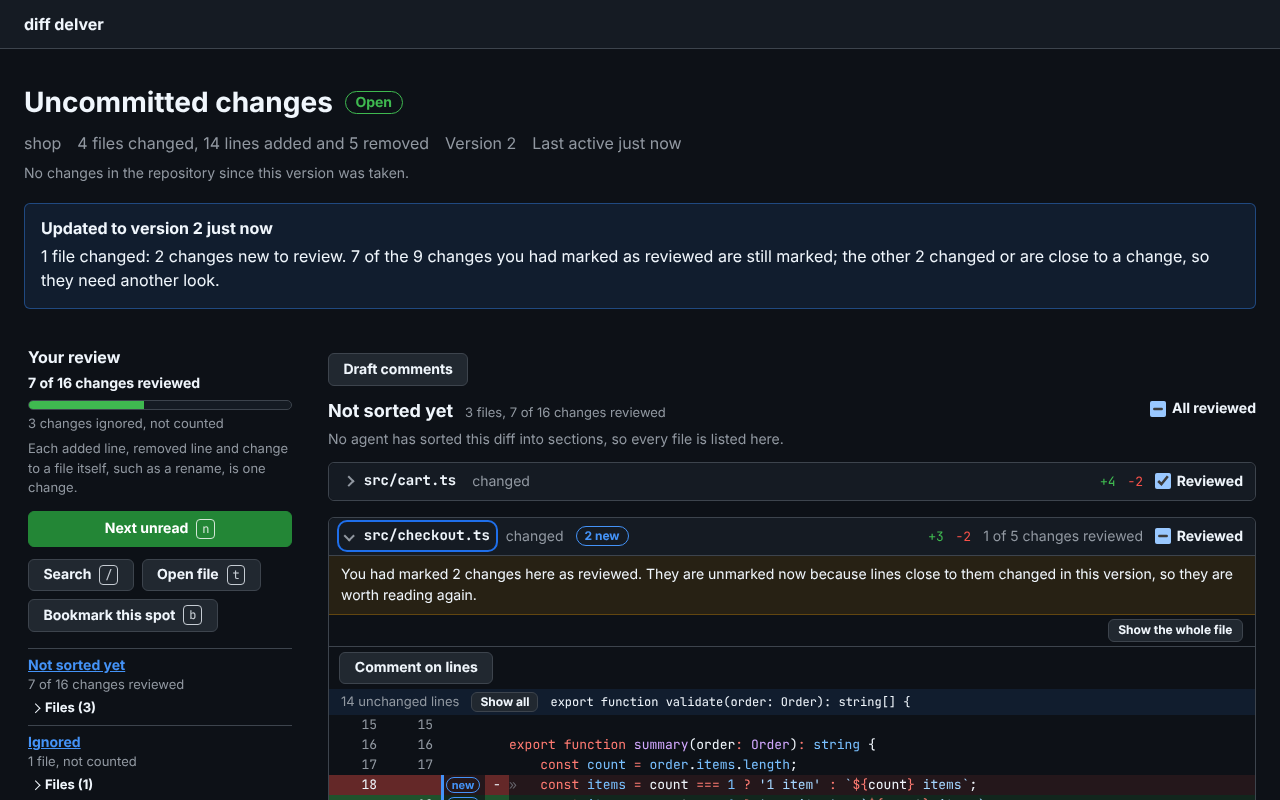 diff delver
Uncommitted changes Open
shop 4 files changed, 14 lines added and 5 removed Version 2 Last active just now
No changes in the repository since this version was taken.
Updated to version 2 just now
1 file changed: 2 changes new to review. 7 of the 9 changes you had marked as reviewed are still marked; the other 2 changed or are close to a change, so
they need another look.
Your review
7 of 16 changes reviewed
3 changes ignored, not counted
Each added line, removed line and change
to a file itself, such as a rename, is one
change.
Next unread n
Search / Open file t
Bookmark this spot b
Not sorted yet
7 of 16 changes reviewed
Files (3)
Ignored
1 file, not counted
Files (1)
Draft comments
Not sorted yet 3 files, 7 of 16 changes reviewed All reviewed
No agent has sorted this diff into sections, so every file is listed here.
src/cart.ts changed +4 -2 Reviewed
src/checkout.ts changed 2 new +3 -2 1 of 5 changes reviewed Reviewed
You had marked 2 changes here as reviewed. They are unmarked now because lines close to them changed in this version, so they are
worth reading again.
Show the whole file
Comment on lines
14 unchanged lines Show all export function validate(order: Order): string[] {
15 15
16 16 export function summary(order: Order): string {
17 17 const count = order.items.length;
18 new - » const items = count === 1 ? '1 item' : `${count} items`;